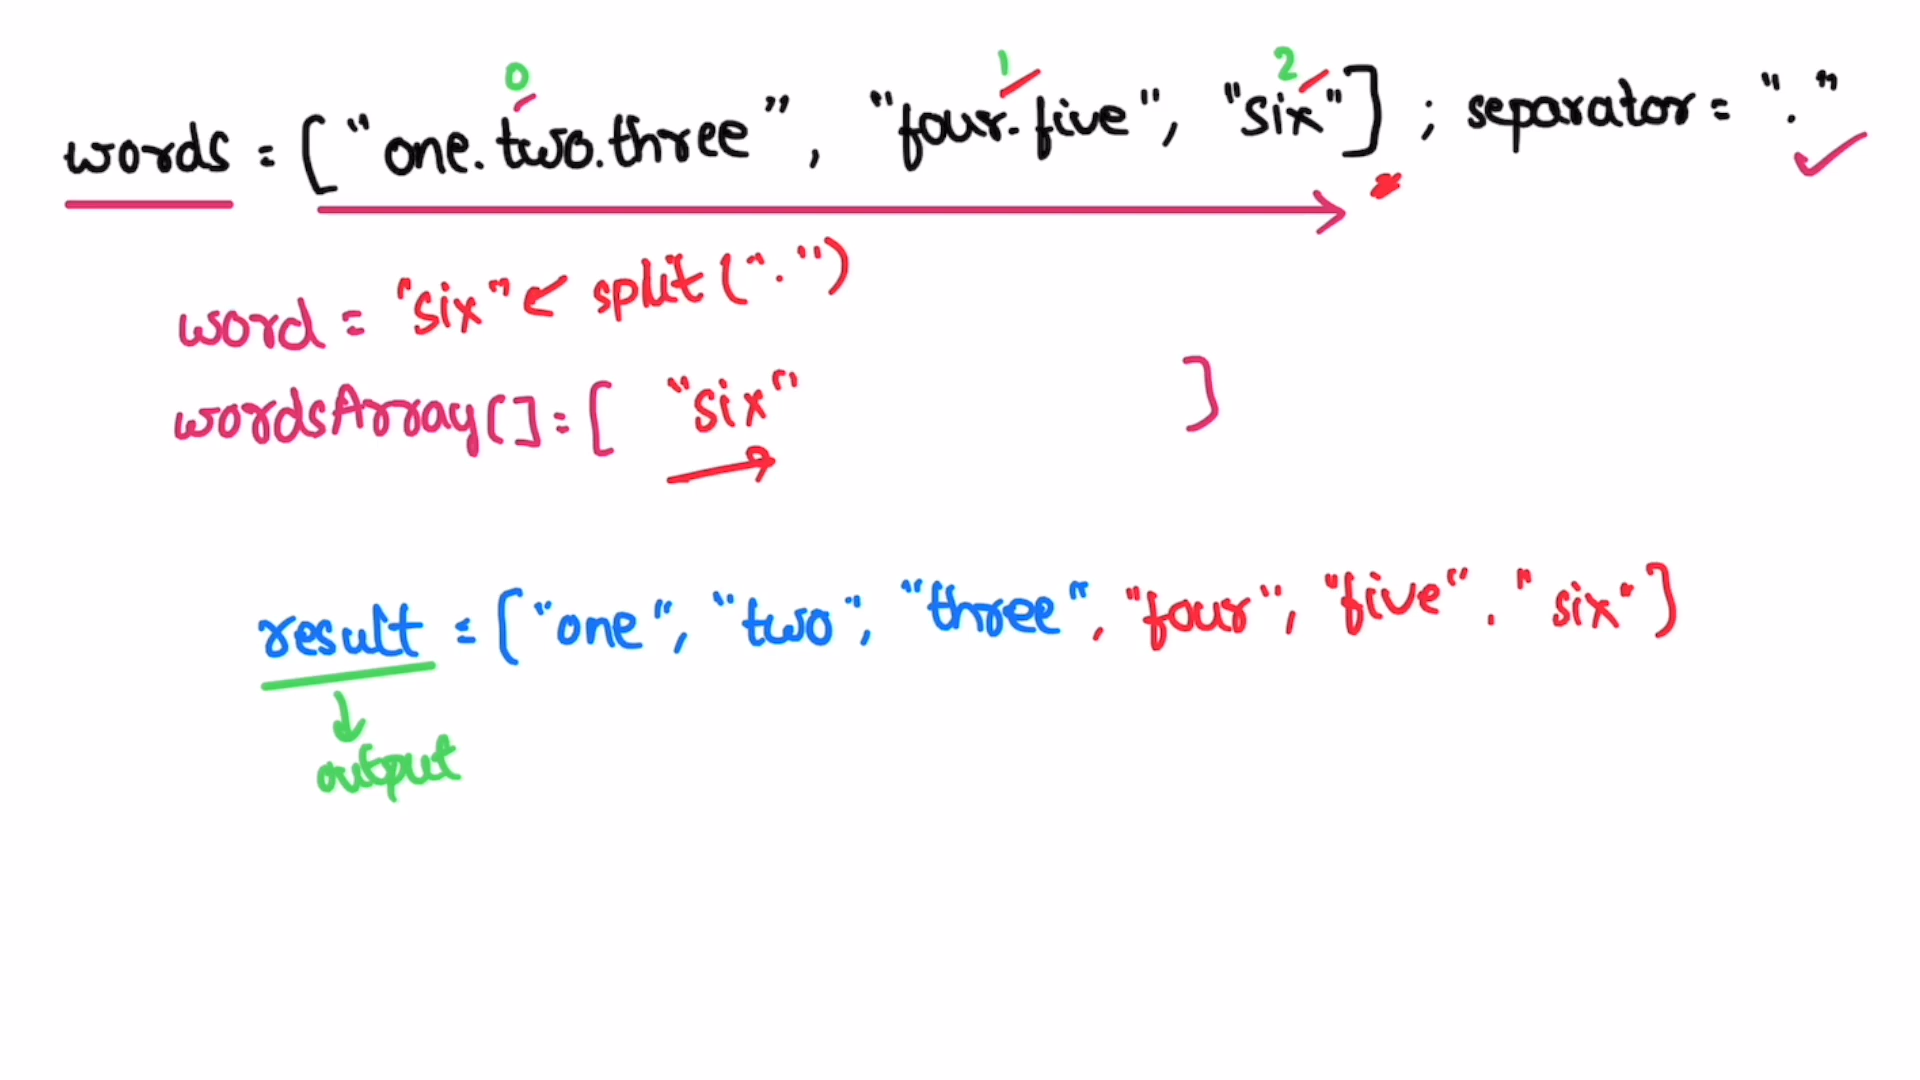 0 1 2
words = ["one.two.three", "four.five", "six"] ; separator = "."
word = "six" ← split(".")
wordsArray[] = [ "six" ]
result = ["one", "two", "three", "four", "five". "six"]
output